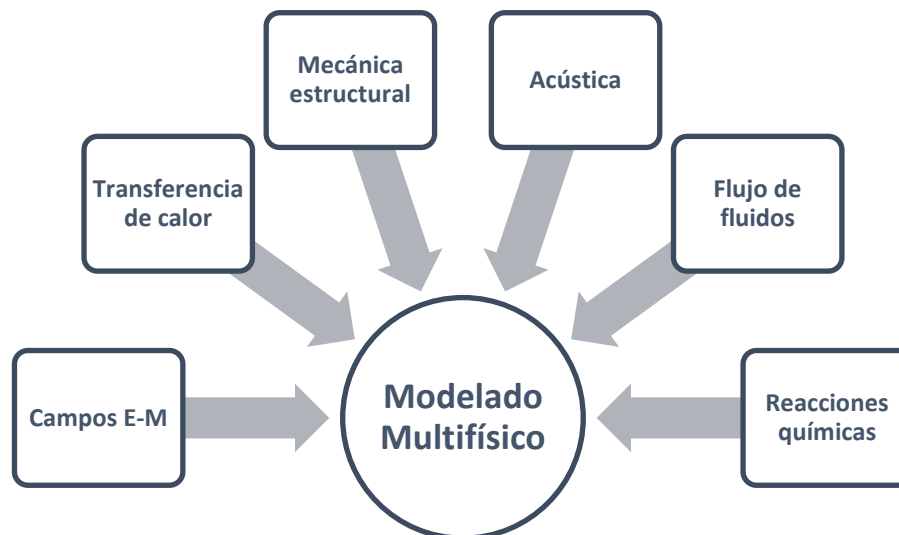 Mecánica
estructural
Acústica
Transferencia
de calor
Flujo de
fluidos
Campos E-M
Modelado
Multifísico
Reacciones
químicas